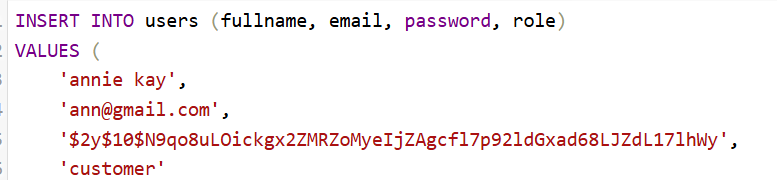 INSERT INTO users (fullname, email, password, role)
VALUES (
'annie kay',
'ann@gmail.com',
'$2y$10$N9qo8uLOickgx2ZMRZoMyeIjZAgcfl7p92ldGxad68LJZdL17lhWy',
'customer'